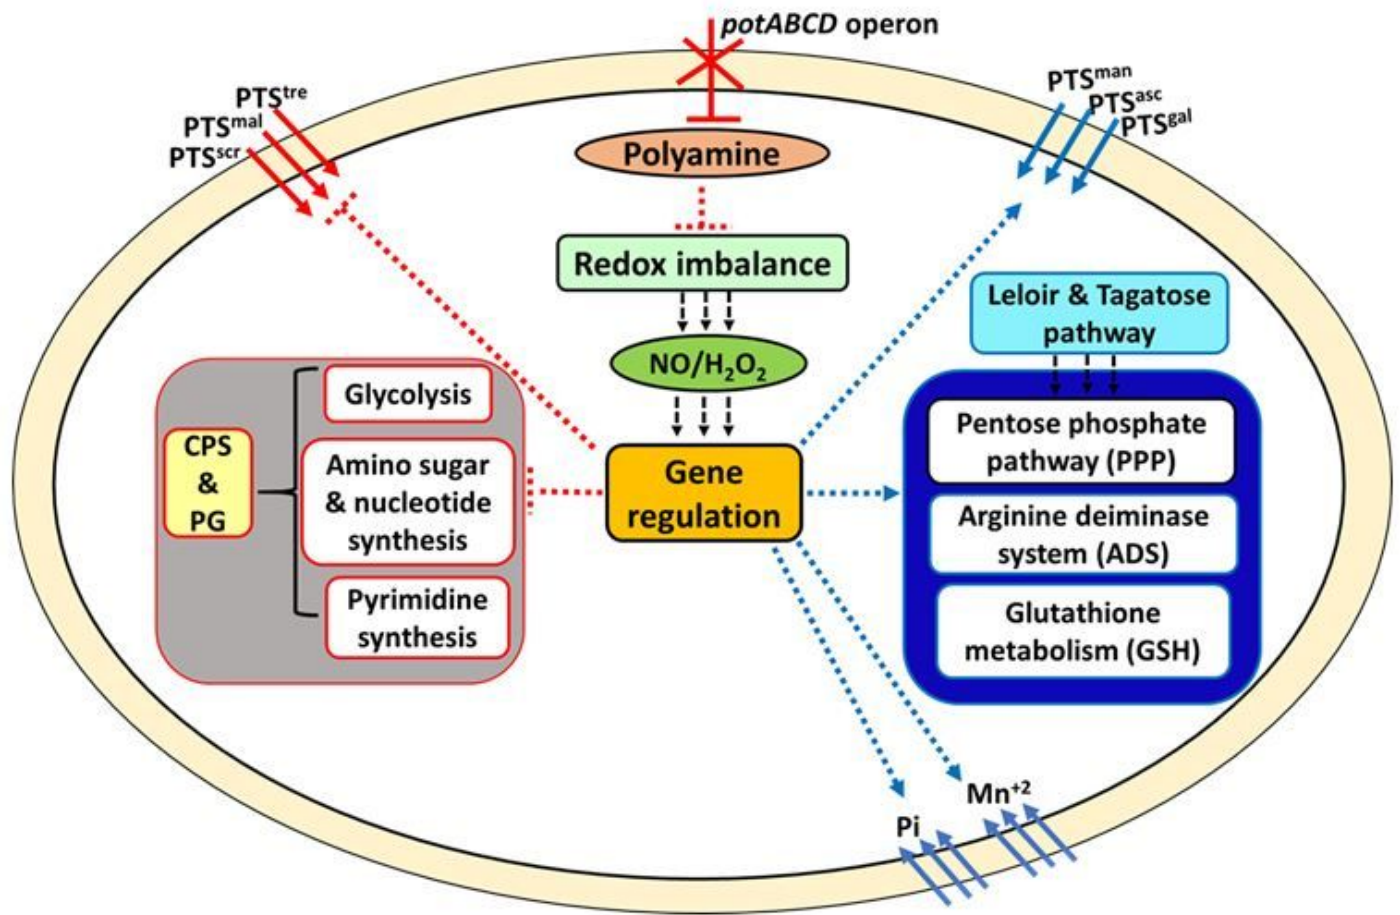 potABCD operon
PTSᵗʳᵉ
PTSᵐᵃˡ
PTSˢᶜʳ
PTSᵐᵃⁿ
PTSᵃˢᶜ
PTSᵍᵃˡ
Polyamine
Redox imbalance
NO/H₂O₂
Gene
regulation
Glycolysis
CPS
&
PG
Amino sugar
& nucleotide
synthesis
Pyrimidine
synthesis
Leloir & Tagatose
pathway
Pentose phosphate
pathway (PPP)
Arginine deiminase
system (ADS)
Glutathione
metabolism (GSH)
Mn⁺²
Pi